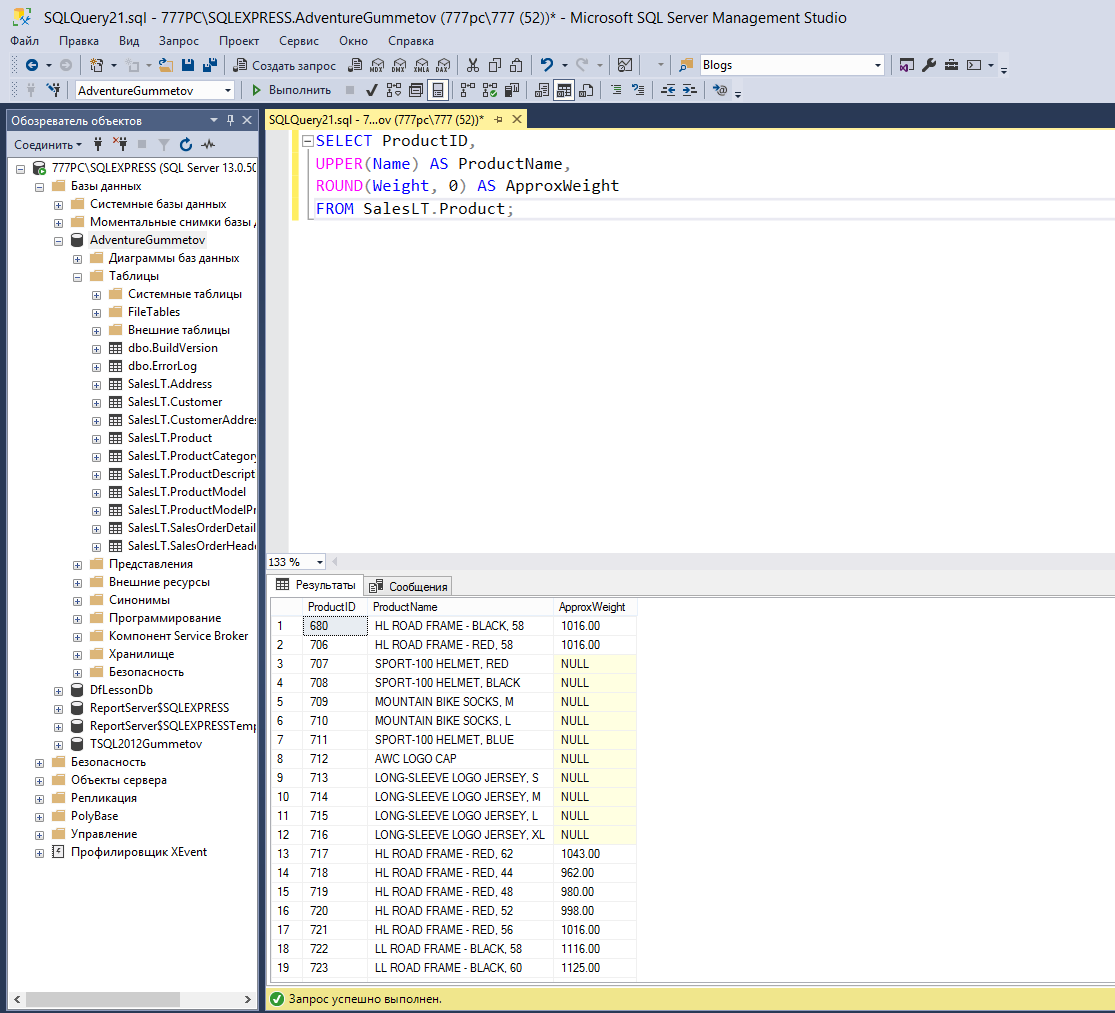 SQLQuery21.sql - 777PC\SQLEXPRESS.AdventureGummetov (777pc\777 (52))* - Microsoft SQL Server Management Studio
Файл Правка Вид Запрос Проект Сервис Окно Справка
Создать запрос MDX DMX XMLA DAX Blogs
AdventureGummetov Выполнить
Обозреватель объектов
Соединить
777PC\SQLEXPRESS (SQL Server 13.0.50
Базы данных
Системные базы данных
Моментальные снимки базы д
AdventureGummetov
Диаграммы баз данных
Таблицы
Системные таблицы
FileTables
Внешние таблицы
dbo.BuildVersion
dbo.ErrorLog
SalesLT.Address
SalesLT.Customer
SalesLT.CustomerAddres
SalesLT.Product
SalesLT.ProductCategory
SalesLT.ProductDescript
SalesLT.ProductModel
SalesLT.ProductModelPr
SalesLT.SalesOrderDetail
SalesLT.SalesOrderHeade
Представления
Внешние ресурсы
Синонимы
Программирование
Компонент Service Broker
Хранилище
Безопасность
DfLessonDb
ReportServer$SQLEXPRESS
ReportServer$SQLEXPRESSTemp
TSQL2012Gummetov
Безопасность
Объекты сервера
Репликация
PolyBase
Управление
Профилировщик XEvent
SQLQuery21.sql - 7...ov (777pc\777 (52))*
SELECT ProductID,
UPPER(Name) AS ProductName,
ROUND(Weight, 0) AS ApproxWeight
FROM SalesLT.Product;
133 %
Результаты Сообщения
ProductID ProductName ApproxWeight
1 680 HL ROAD FRAME - BLACK, 58 1016.00
2 706 HL ROAD FRAME - RED, 58 1016.00
3 707 SPORT-100 HELMET, RED NULL
4 708 SPORT-100 HELMET, BLACK NULL
5 709 MOUNTAIN BIKE SOCKS, M NULL
6 710 MOUNTAIN BIKE SOCKS, L NULL
7 711 SPORT-100 HELMET, BLUE NULL
8 712 AWC LOGO CAP NULL
9 713 LONG-SLEEVE LOGO JERSEY, S NULL
10 714 LONG-SLEEVE LOGO JERSEY, M NULL
11 715 LONG-SLEEVE LOGO JERSEY, L NULL
12 716 LONG-SLEEVE LOGO JERSEY, XL NULL
13 717 HL ROAD FRAME - RED, 62 1043.00
14 718 HL ROAD FRAME - RED, 44 962.00
15 719 HL ROAD FRAME - RED, 48 980.00
16 720 HL ROAD FRAME - RED, 52 998.00
17 721 HL ROAD FRAME - RED, 56 1016.00
18 722 LL ROAD FRAME - BLACK, 58 1116.00
19 723 LL ROAD FRAME - BLACK, 60 1125.00
Запрос успешно выполнен.